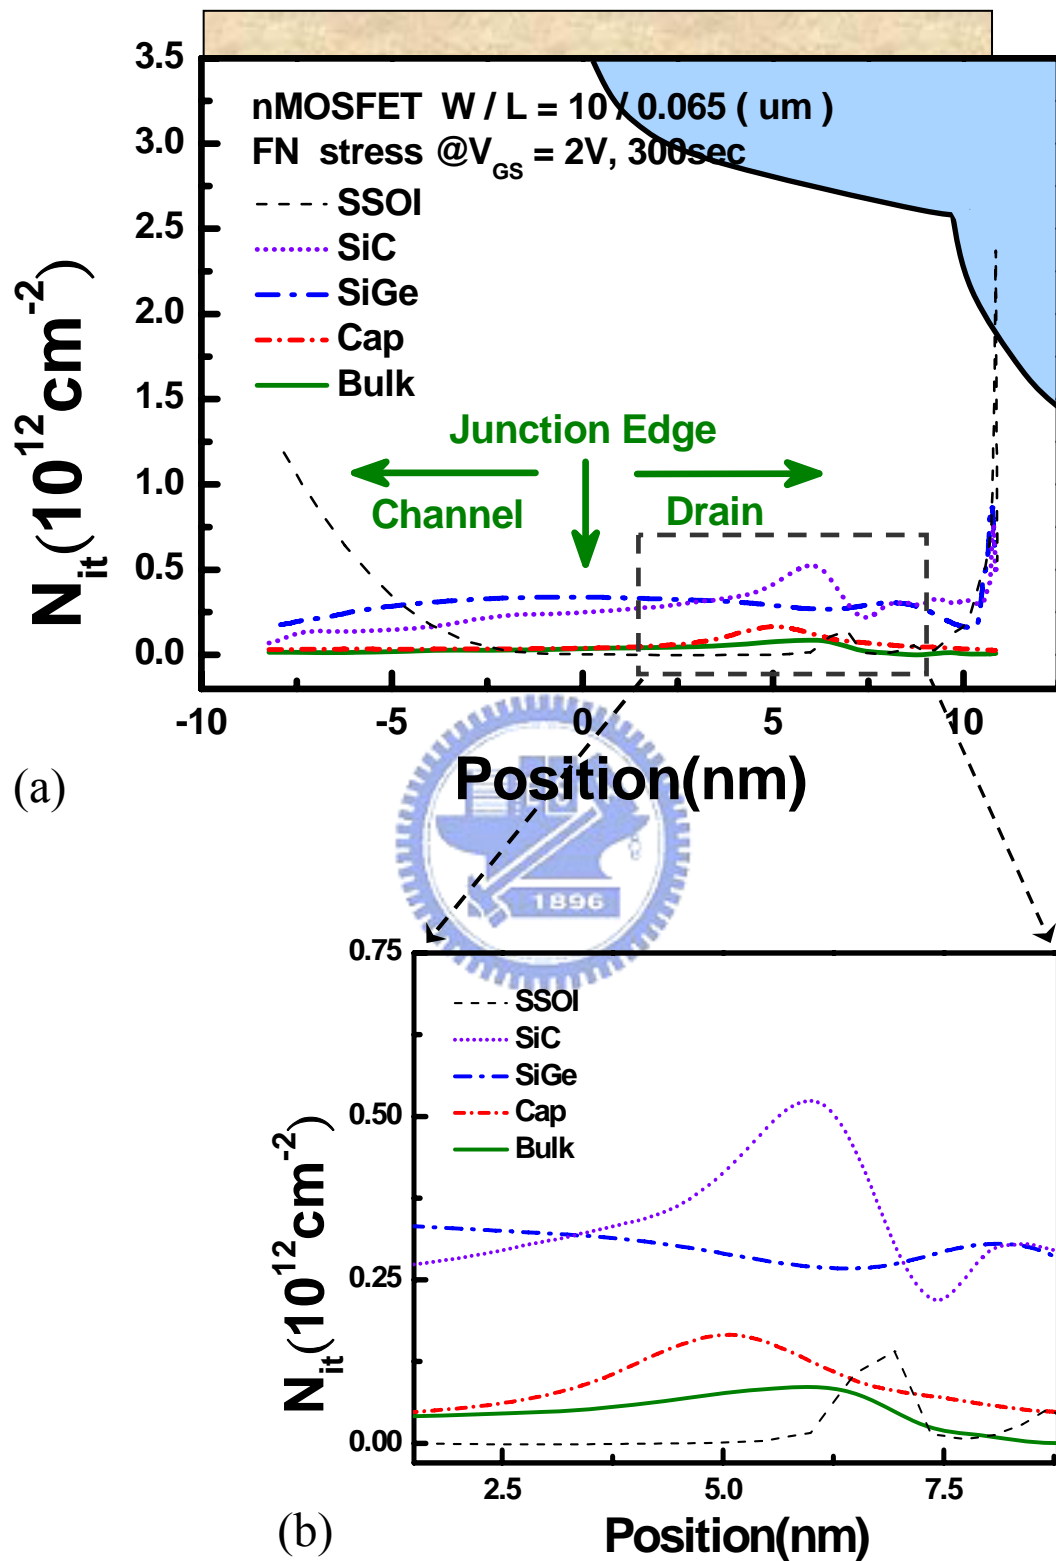 3.5
3.0
2.5
2.0
1.5
1.0
0.5
0.0
N_it (10^12 cm^-2)
nMOSFET W / L = 10 / 0.065 ( um )
FN stress @V_GS = 2V, 300sec
SSOI
SiC
SiGe
Cap
Bulk
Junction Edge
Channel
Drain
-10 -5 0 5 10
Position(nm)
(a)
1896
0.75
0.50
0.25
0.00
N_it (10^12 cm^-2)
SSOI
SiC
SiGe
Cap
Bulk
2.5 5.0 7.5
Position(nm)
(b)